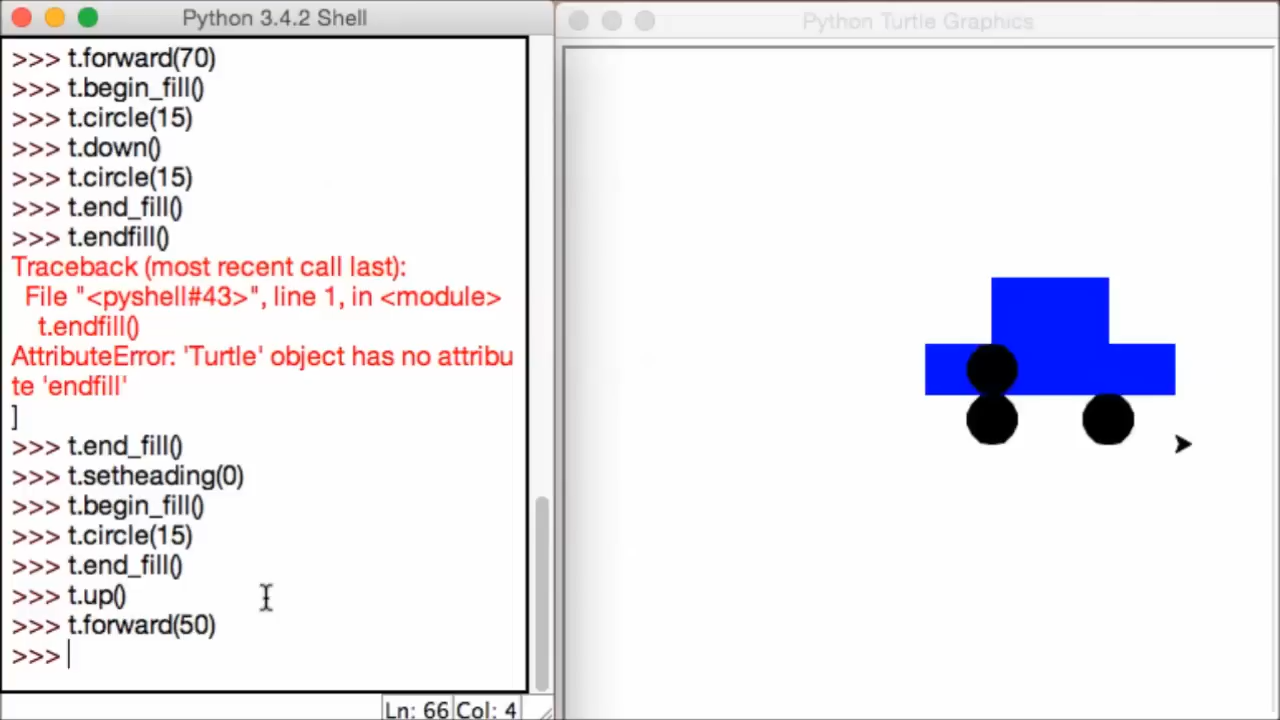 Python 3.4.2 Shell
>>> t.forward(70)
>>> t.begin_fill()
>>> t.circle(15)
>>> t.down()
>>> t.circle(15)
>>> t.end_fill()
>>> t.endfill()
Traceback (most recent call last):
  File "<pyshell#43>", line 1, in <module>
    t.endfill()
AttributeError: 'Turtle' object has no attribu
te 'endfill'
]
>>> t.end_fill()
>>> t.setheading(0)
>>> t.begin_fill()
>>> t.circle(15)
>>> t.end_fill()
>>> t.up()
>>> t.forward(50)
>>>
Ln: 66 Col: 4
Python Turtle Graphics